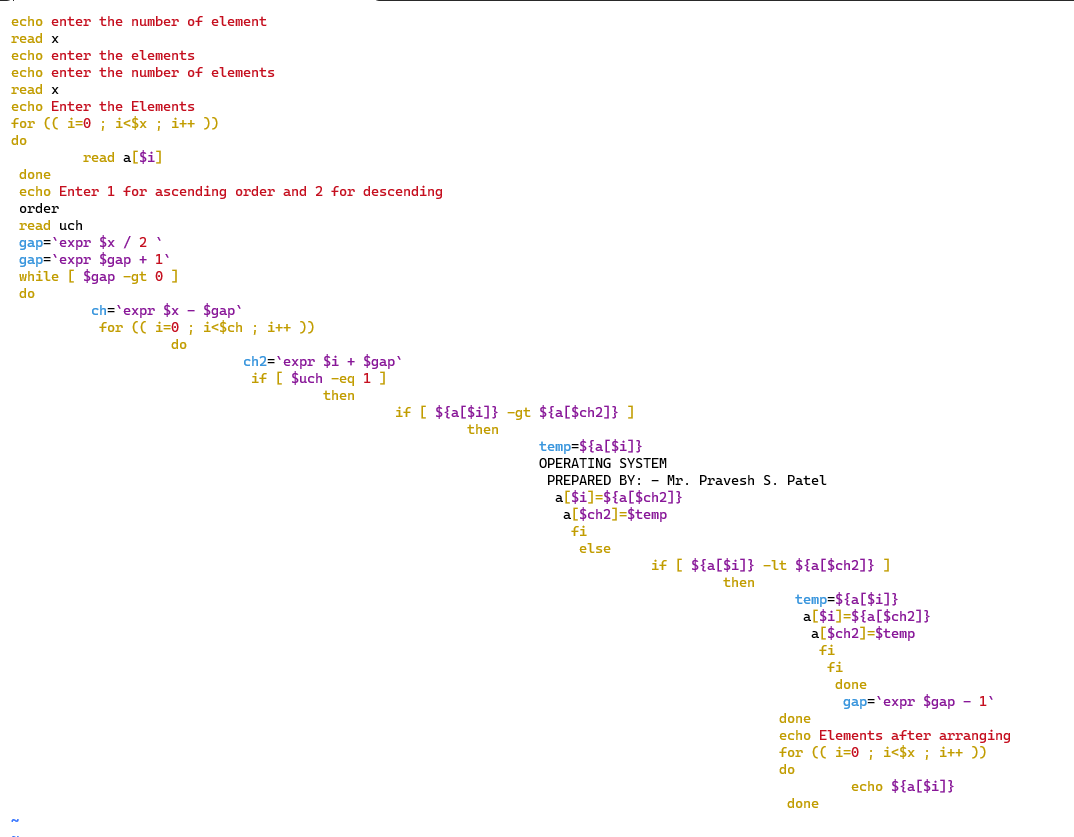 echo enter the number of element
read x
echo enter the elements
echo enter the number of elements
read x
echo Enter the Elements
for (( i=0 ; i<$x ; i++ ))
do
read a[$i]
done
echo Enter 1 for ascending order and 2 for descending
order
read uch
gap=`expr $x / 2 `
gap=`expr $gap + 1`
while [ $gap -gt 0 ]
do
ch=`expr $x - $gap`
for (( i=0 ; i<$ch ; i++ ))
do
ch2=`expr $i + $gap`
if [ $uch -eq 1 ]
then
if [ ${a[$i]} -gt ${a[$ch2]} ]
then
temp=${a[$i]}
OPERATING SYSTEM
PREPARED BY: - Mr. Pravesh S. Patel
a[$i]=${a[$ch2]}
a[$ch2]=$temp
fi
else
if [ ${a[$i]} -lt ${a[$ch2]} ]
then
temp=${a[$i]}
a[$i]=${a[$ch2]}
a[$ch2]=$temp
fi
fi
done
gap=`expr $gap - 1`
done
echo Elements after arranging
for (( i=0 ; i<$x ; i++ ))
do
echo ${a[$i]}
done
~
~